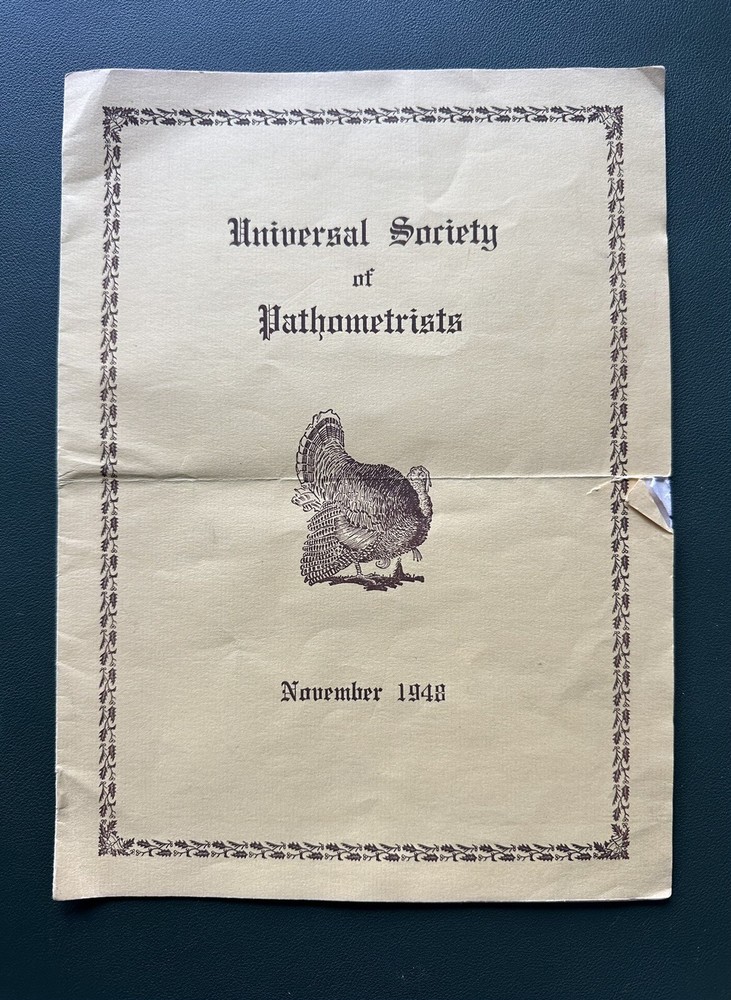 Universal Society
of
Pathometrists
November 1948